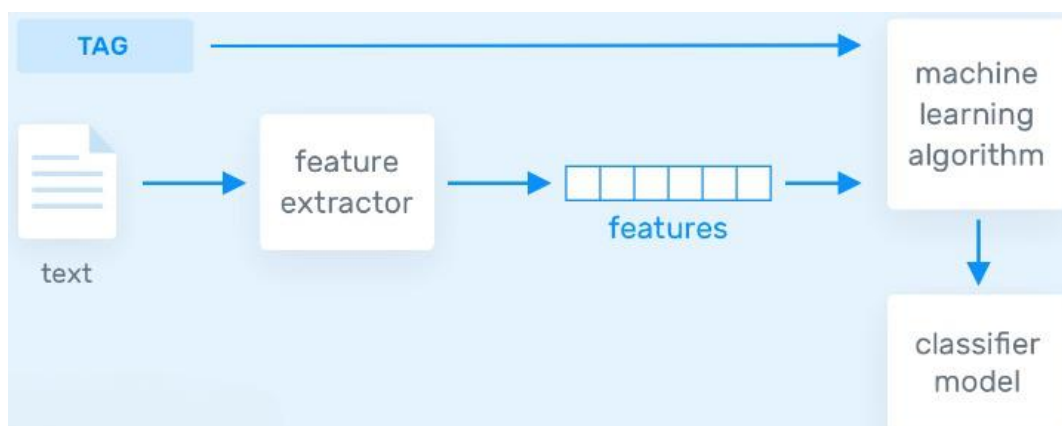 TAG
machine
learning
algorithm
feature
extractor
features
text
classifier
model